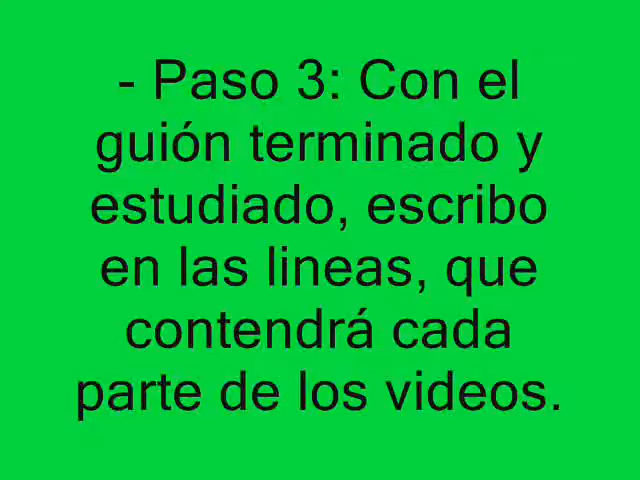 - Paso 3: Con el
guión terminado y
estudiado, escribo
en las lineas, que
contendrá cada
parte de los videos.